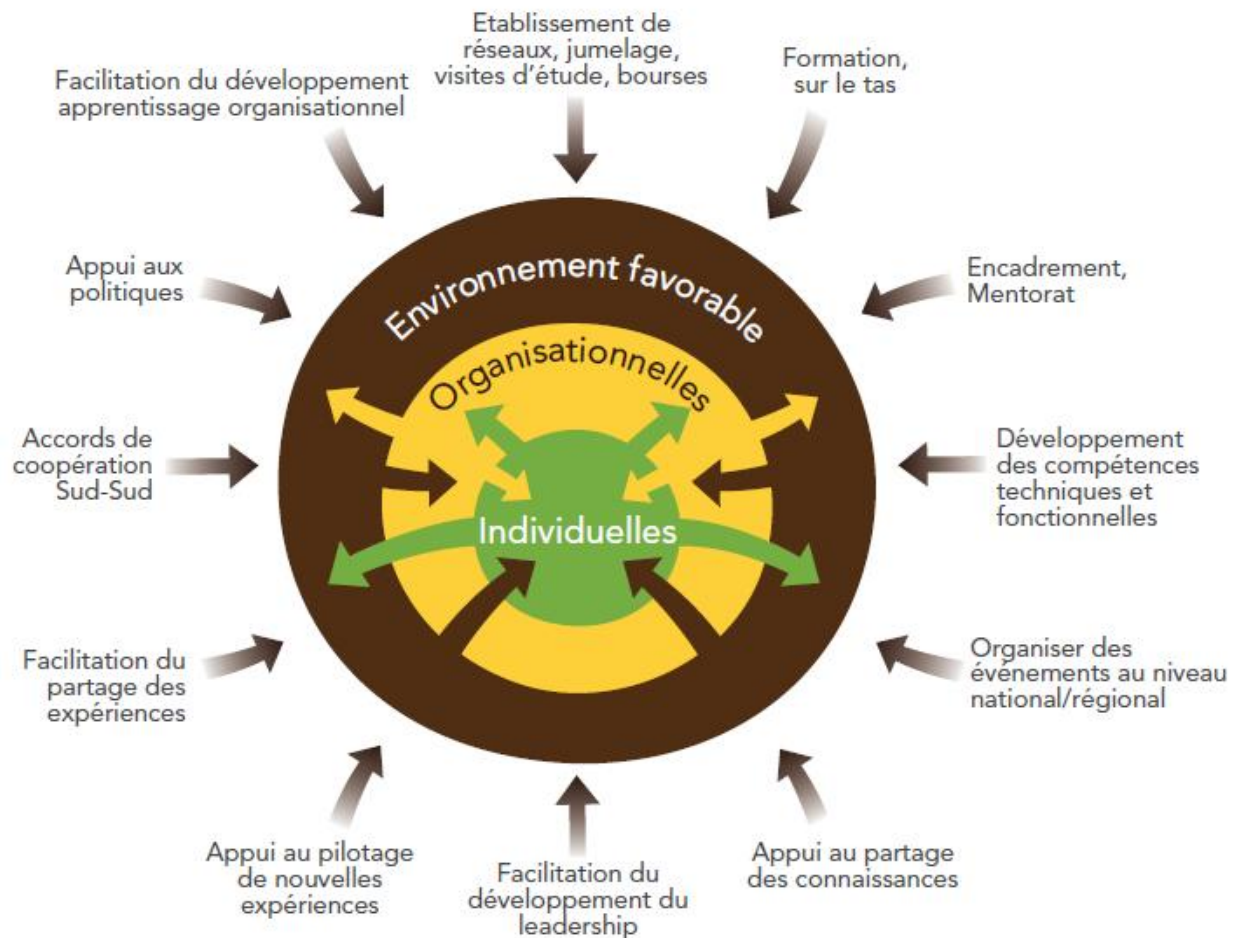 Etablissement de
réseaux, jumelage,
visites d'étude, bourses
Formation,
sur le tas
Facilitation du développement
apprentissage organisationnel
Appui aux
politiques
Encadrement,
Mentorat
Environnement favorable
Organisationnelles
Individuelles
Accords de
coopération
Sud-Sud
Développement
des compétences
techniques et
fonctionnelles
Facilitation du
partage des
expériences
Organiser des
événements au niveau
national/régional
Appui au pilotage
de nouvelles
expériences
Facilitation du
développement du
leadership
Appui au partage
des connaissances